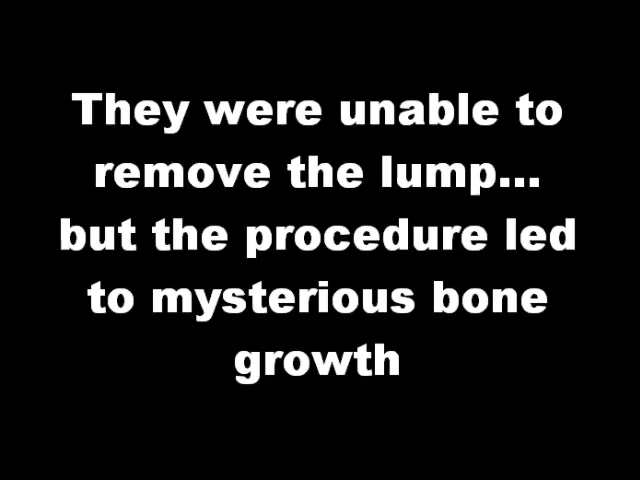 They were unable to
remove the lump...
but the procedure led
to mysterious bone
growth